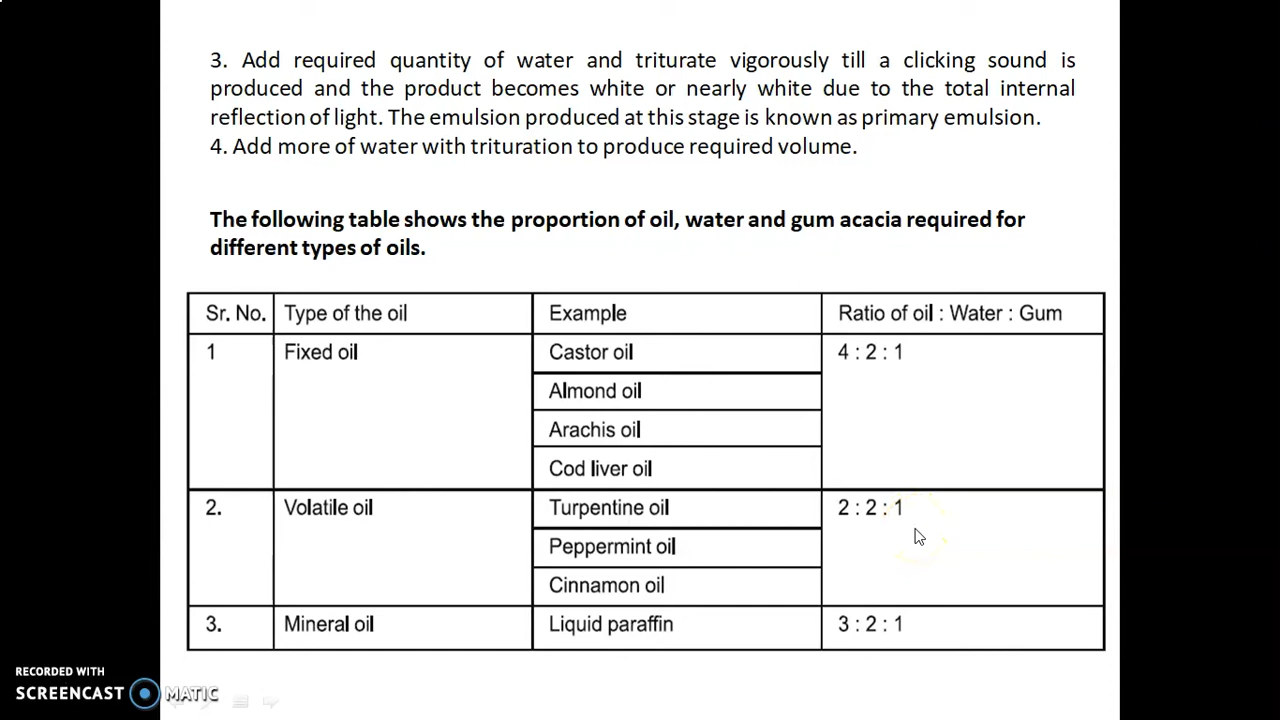 3. Add required quantity of water and triturate vigorously till a clicking sound is
produced and the product becomes white or nearly white due to the total internal
reflection of light. The emulsion produced at this stage is known as primary emulsion.
4. Add more of water with trituration to produce required volume.
The following table shows the proportion of oil, water and gum acacia required for
different types of oils.
Sr. No. Type of the oil Example Ratio of oil : Water : Gum
1 Fixed oil Castor oil 4 : 2 : 1
Almond oil
Arachis oil
Cod liver oil
2. Volatile oil Turpentine oil 2 : 2 : 1
Peppermint oil
Cinnamon oil
3. Mineral oil Liquid paraffin 3 : 2 : 1
RECORDED WITH
SCREENCAST MATIC